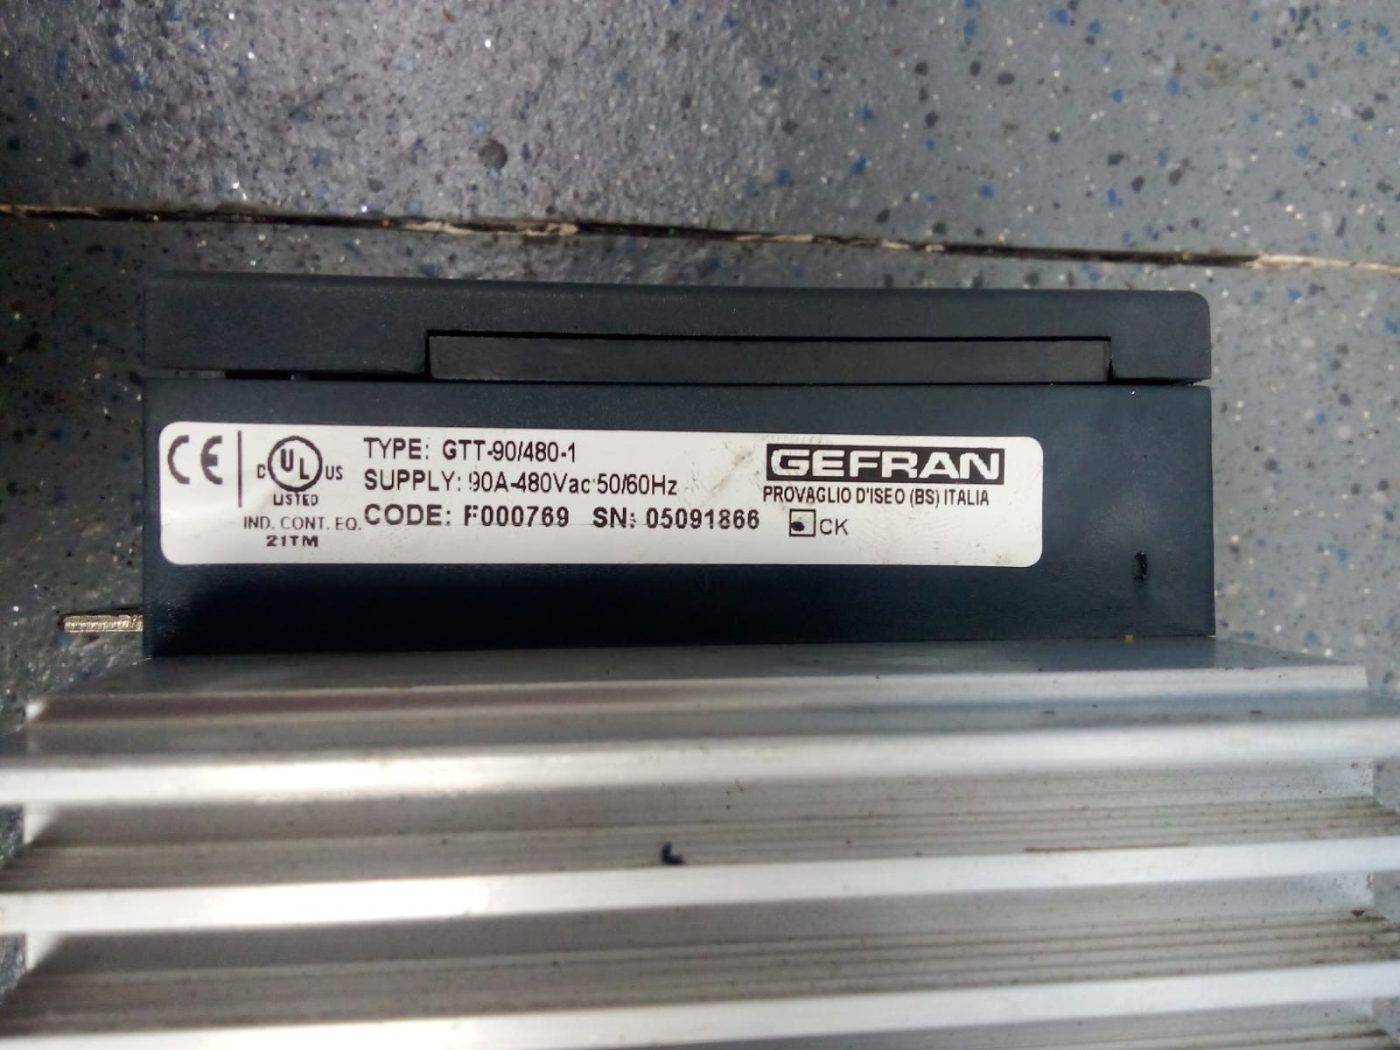 CE
C UL US
LISTED
IND. CONT. EQ.
21TM
TYPE: GTT-90/480-1
SUPPLY: 90A-480Vac 50/60Hz
CODE: F000769 SN: 05091866
GEFRAN
PROVAGLIO D'ISEO (BS) ITALIA
CK